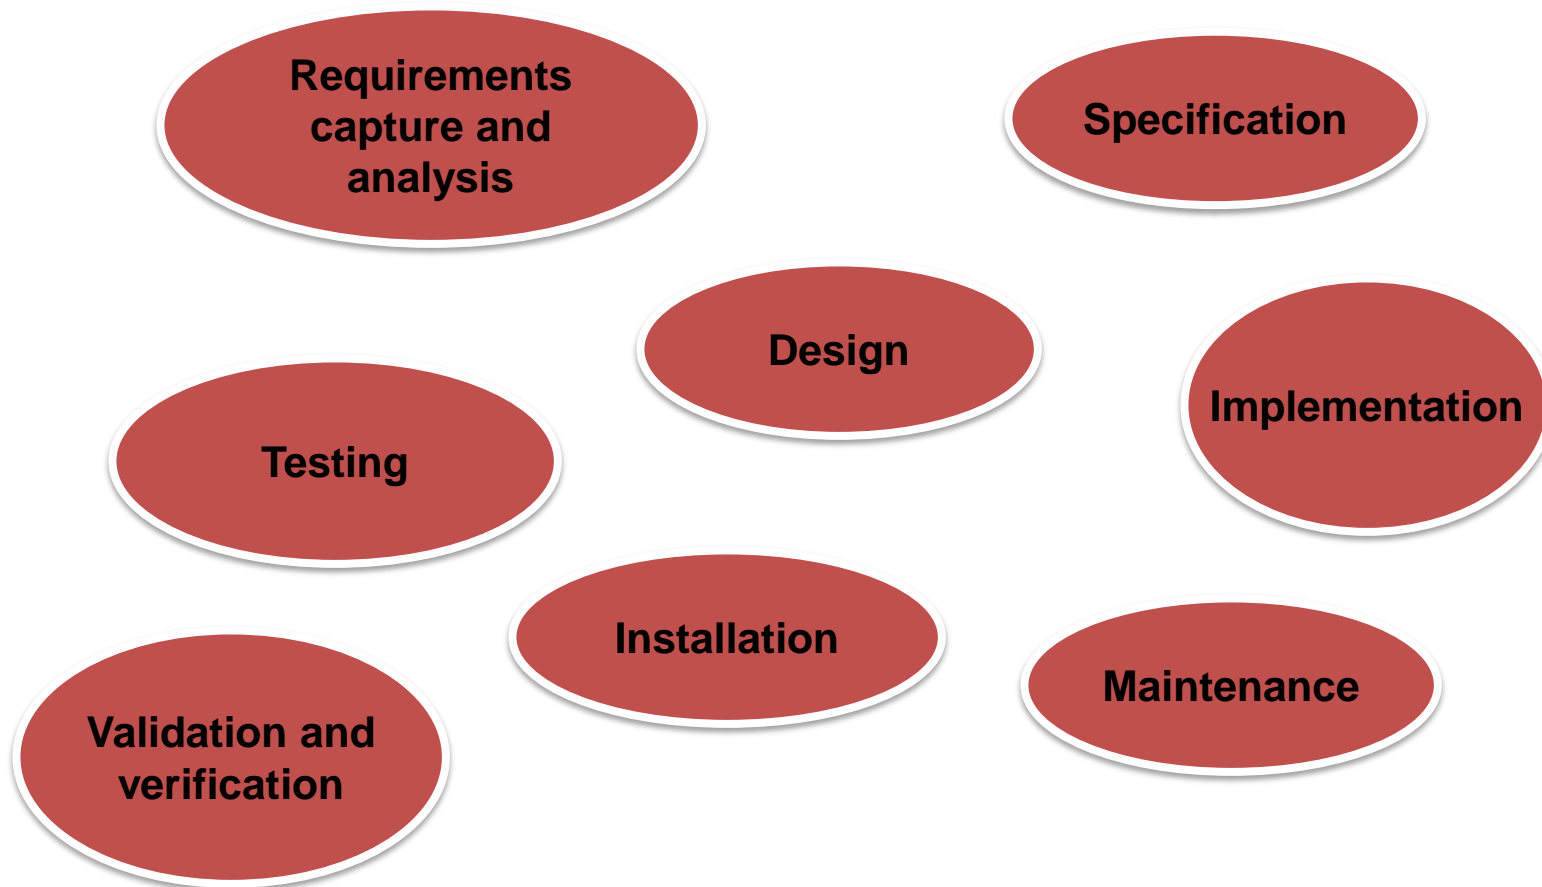 Requirements
capture and
analysis
Specification
Design
Implementation
Testing
Installation
Maintenance
Validation and
verification